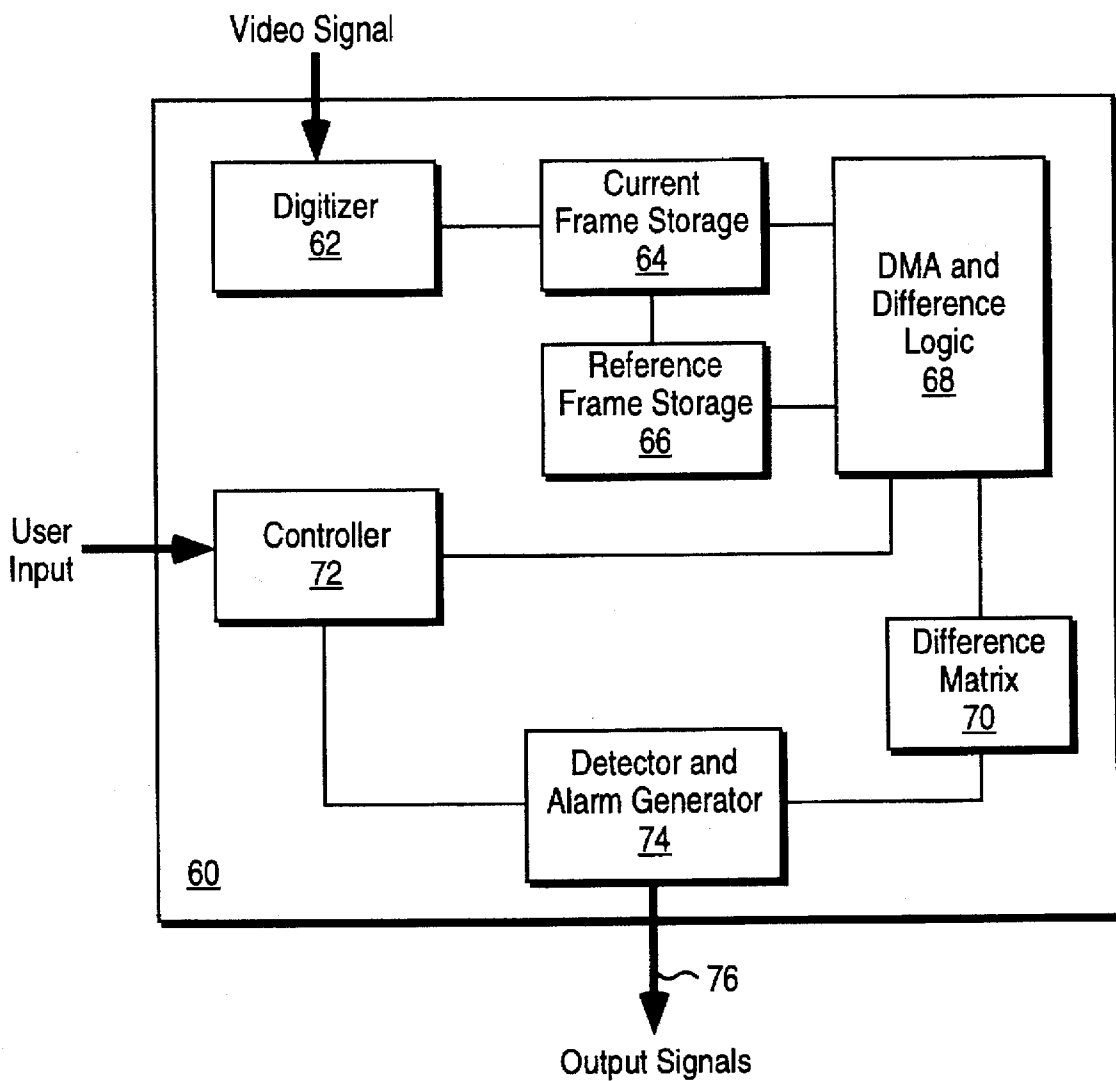 Video Signal
Digitizer
62
Current
Frame Storage
64
DMA and
Difference
Logic
68
Reference
Frame Storage
66
User
Input
Controller
72
Difference
Matrix
70
Detector and
Alarm Generator
74
60
76
Output Signals